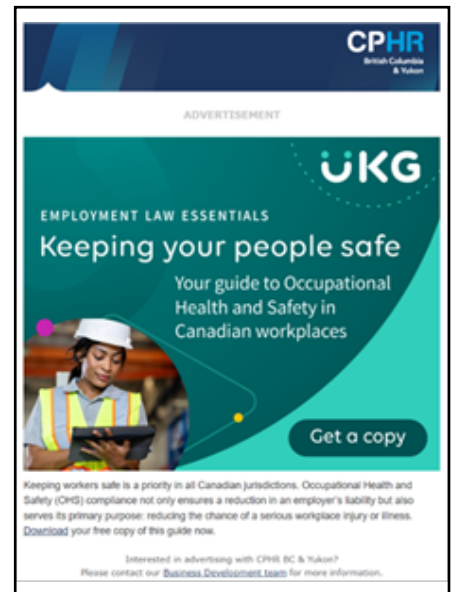 CPHR
British Columbia
& Yukon
ADVERTISEMENT
UKG
EMPLOYMENT LAW ESSENTIALS
Keeping your people safe
Your guide to Occupational
Health and Safety in
Canadian workplaces
Get a copy
Keeping workers safe is a priority in all Canadian jurisdictions. Occupational Health and
Safety (OHS) compliance not only ensures a reduction in an employer's liability but also
serves its primary purpose: reducing the chance of a serious workplace injury or illness.
Download your free copy of this guide now.
Interested in advertising with CPHR BC & Yukon?
Please contact our Business Development team for more information.